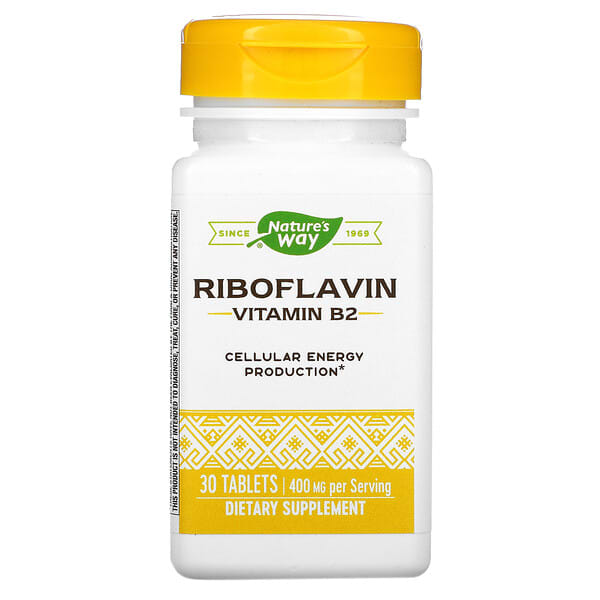 SINCE
Nature's
Way®
1969
RIBOFLAVIN
VITAMIN B2
CELLULAR ENERGY
PRODUCTION*
30 TABLETS | 400 MG per Serving
DIETARY SUPPLEMENT
THIS PRODUCT IS NOT INTENDED TO DIAGNOSE, TREAT, CURE, OR PREVENT ANY DISEASE.